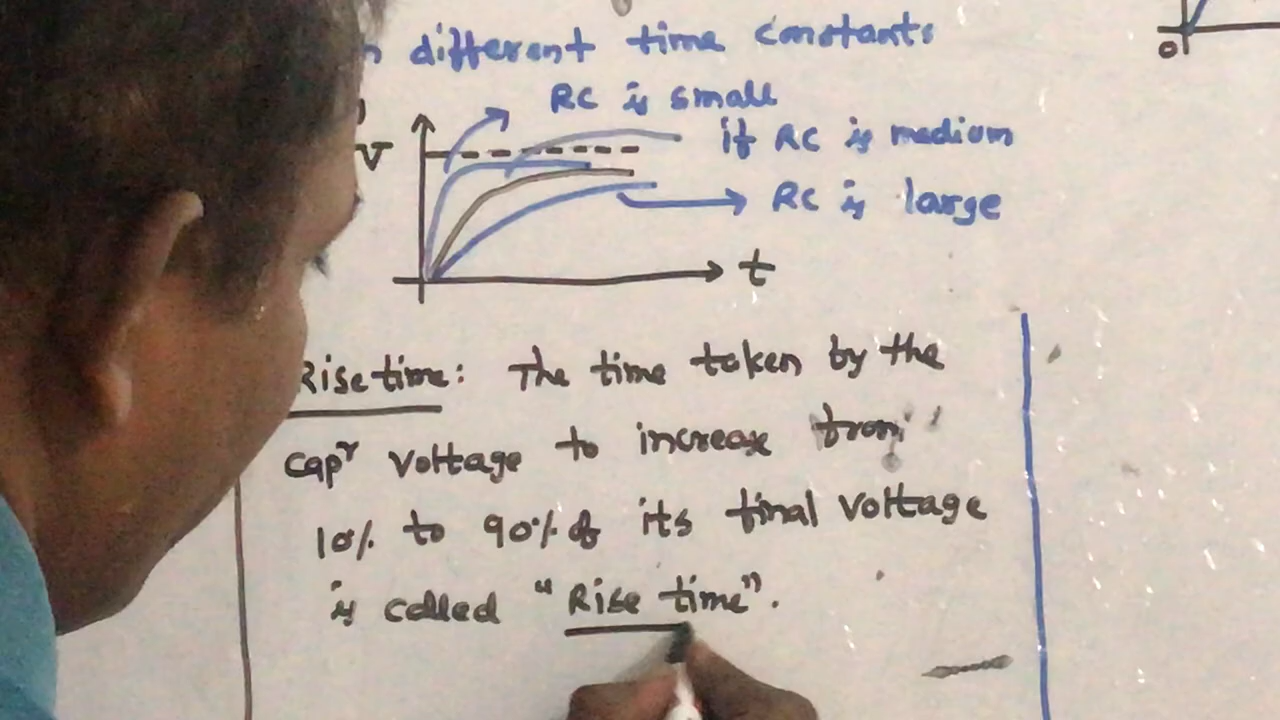 different time constants
RC is small
V
if RC is medium
RC is large
t
0
Rise time: The time taken by the
capr voltage to increase from
10% to 90% of its final voltage
is called "Rise time".